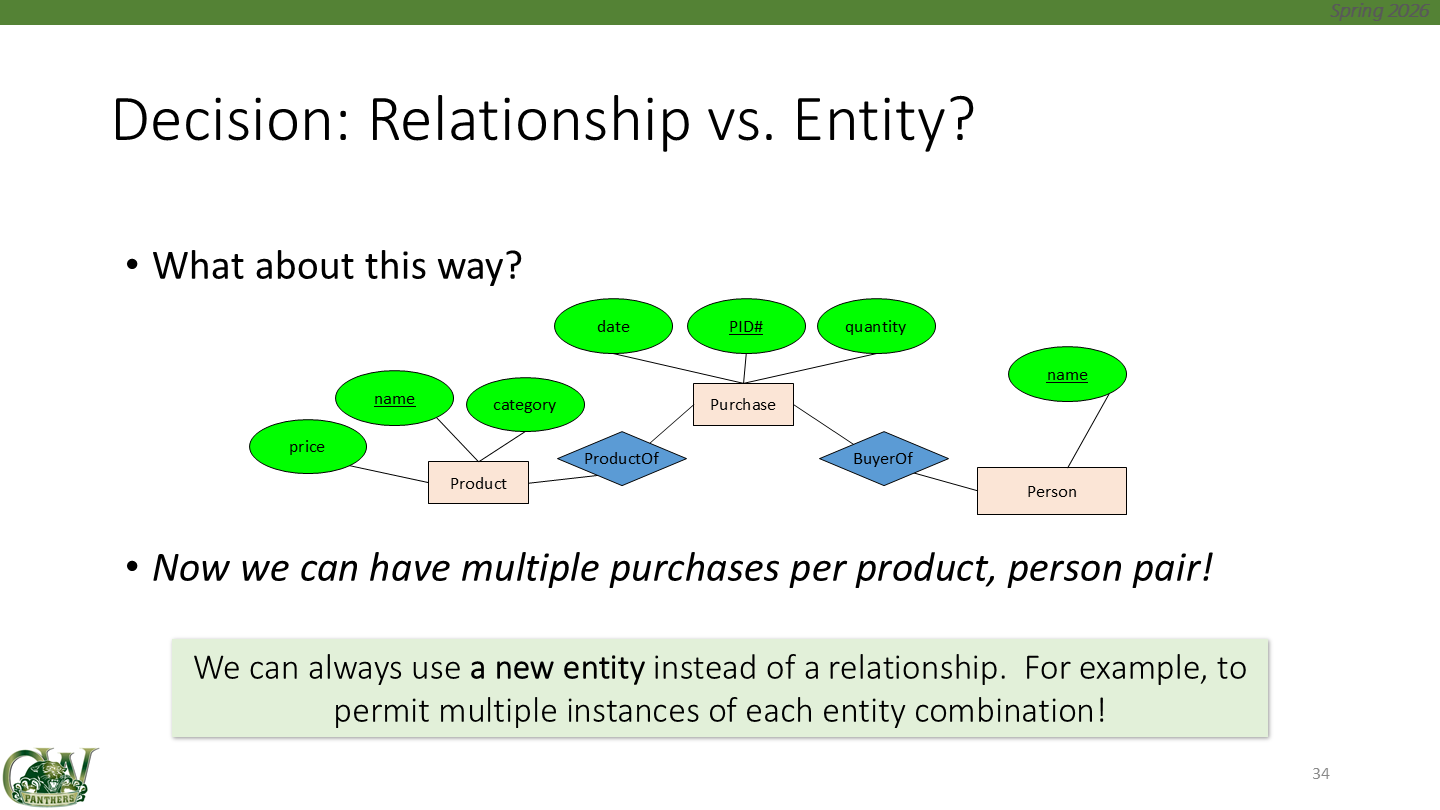 Spring 2026
Decision: Relationship vs. Entity?
• What about this way?
date
PID#
quantity
name
name
category
price
Purchase
ProductOf
BuyerOf
Product
Person
• Now we can have multiple purchases per product, person pair!
We can always use a new entity instead of a relationship. For example, to
permit multiple instances of each entity combination!
OW
PANTHERS
34